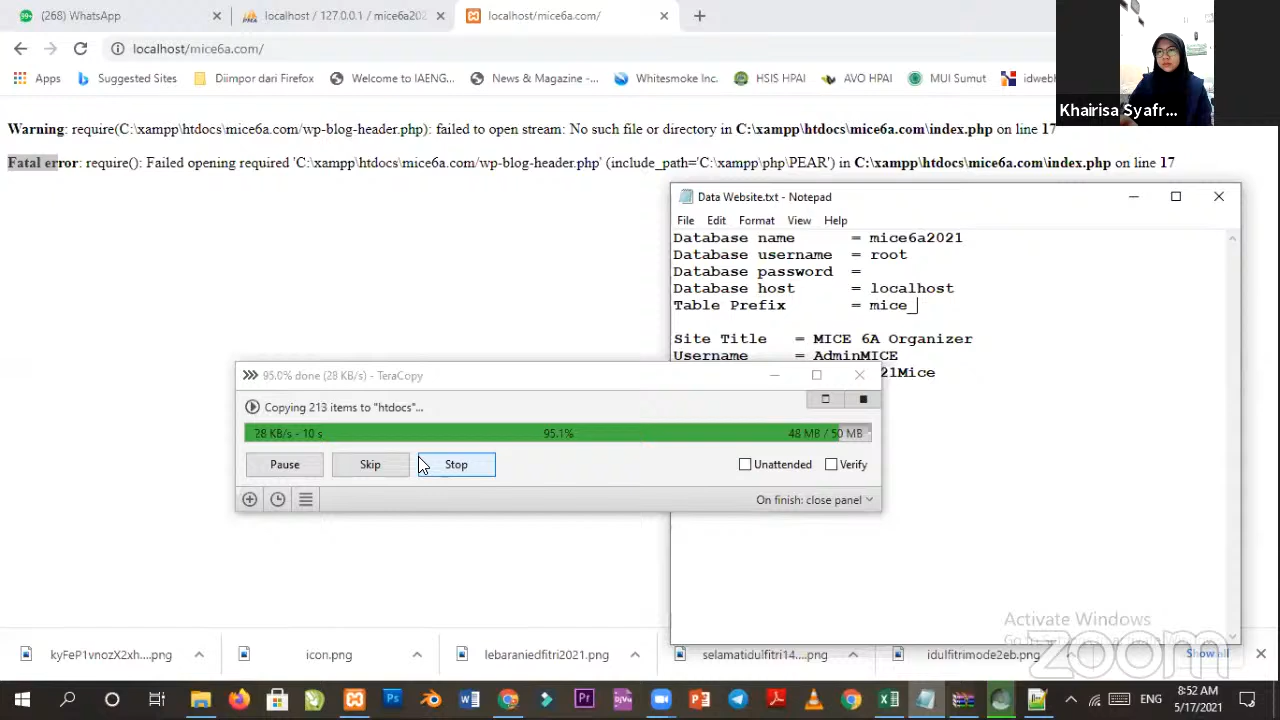 (268) WhatsApp
localhost / 127.0.0.1 / mice6a202
localhost/mice6a.com/
localhost/mice6a.com/
Apps
Suggested Sites
Diimpor dari Firefox
Welcome to IAENG...
News & Magazine -...
Whitesmoke Inc.
HSIS HPAI
AVO HPAI
MUI Sumut
idwebh
Khairisa Syafr...
Warning: require(C:\xampp\htdocs\mice6a.com/wp-blog-header.php): failed to open stream: No such file or directory in C:\xampp\htdocs\mice6a.com\index.php on line 17
Fatal error: require(): Failed opening required 'C:\xampp\htdocs\mice6a.com/wp-blog-header.php' (include_path='C:\xampp\php\PEAR') in C:\xampp\htdocs\mice6a.com\index.php on line 17
Data Website.txt - Notepad
File Edit Format View Help
Database name = mice6a2021
Database username = root
Database password =
Database host = localhost
Table Prefix = mice_
Site Title = MICE 6A Organizer
Username = AdminMICE
21Mice
95.0% done (28 KB/s) - TeraCopy
Copying 213 items to "htdocs"...
28 KB/s - 10 s 95.1% 48 MB / 50 MB
Pause Skip Stop Unattended Verify
On finish: close panel
Activate Windows
zoom
kyFeP1vnozX2xh....png
icon.png
lebaraniedfitri2021.png
selamatidulfitri14....png
idulfitrimode2eb.png
Show all
ENG
8:52 AM
5/17/2021